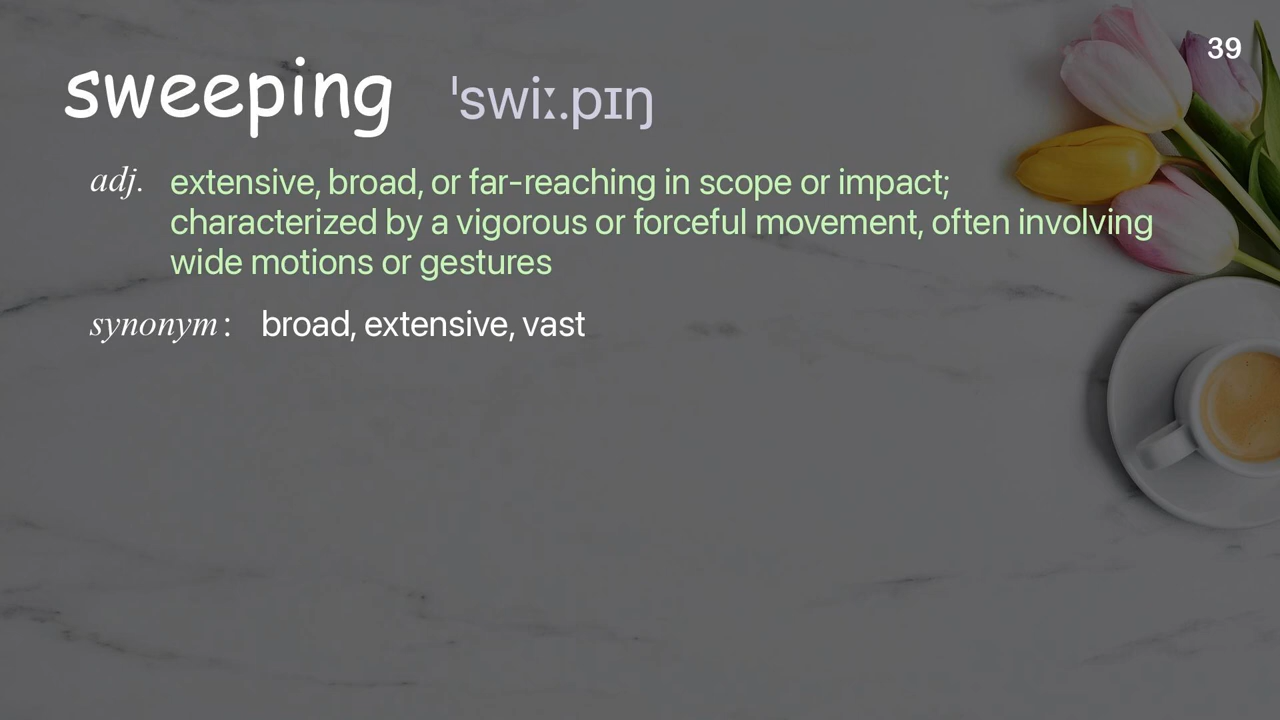 39
sweeping ˈswiː.pɪŋ
adj. extensive, broad, or far-reaching in scope or impact;
characterized by a vigorous or forceful movement, often involving
wide motions or gestures
synonym: broad, extensive, vast